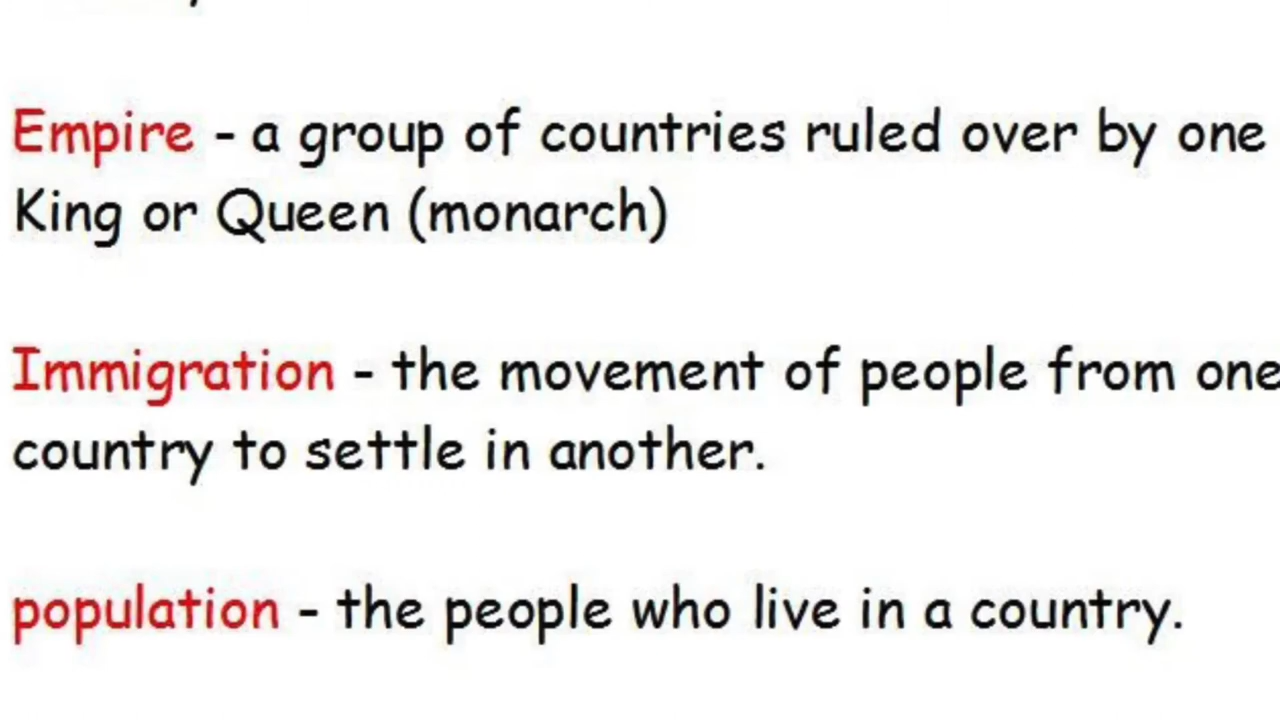 Empire - a group of countries ruled over by one
King or Queen (monarch)
Immigration - the movement of people from one
country to settle in another.
population - the people who live in a country.